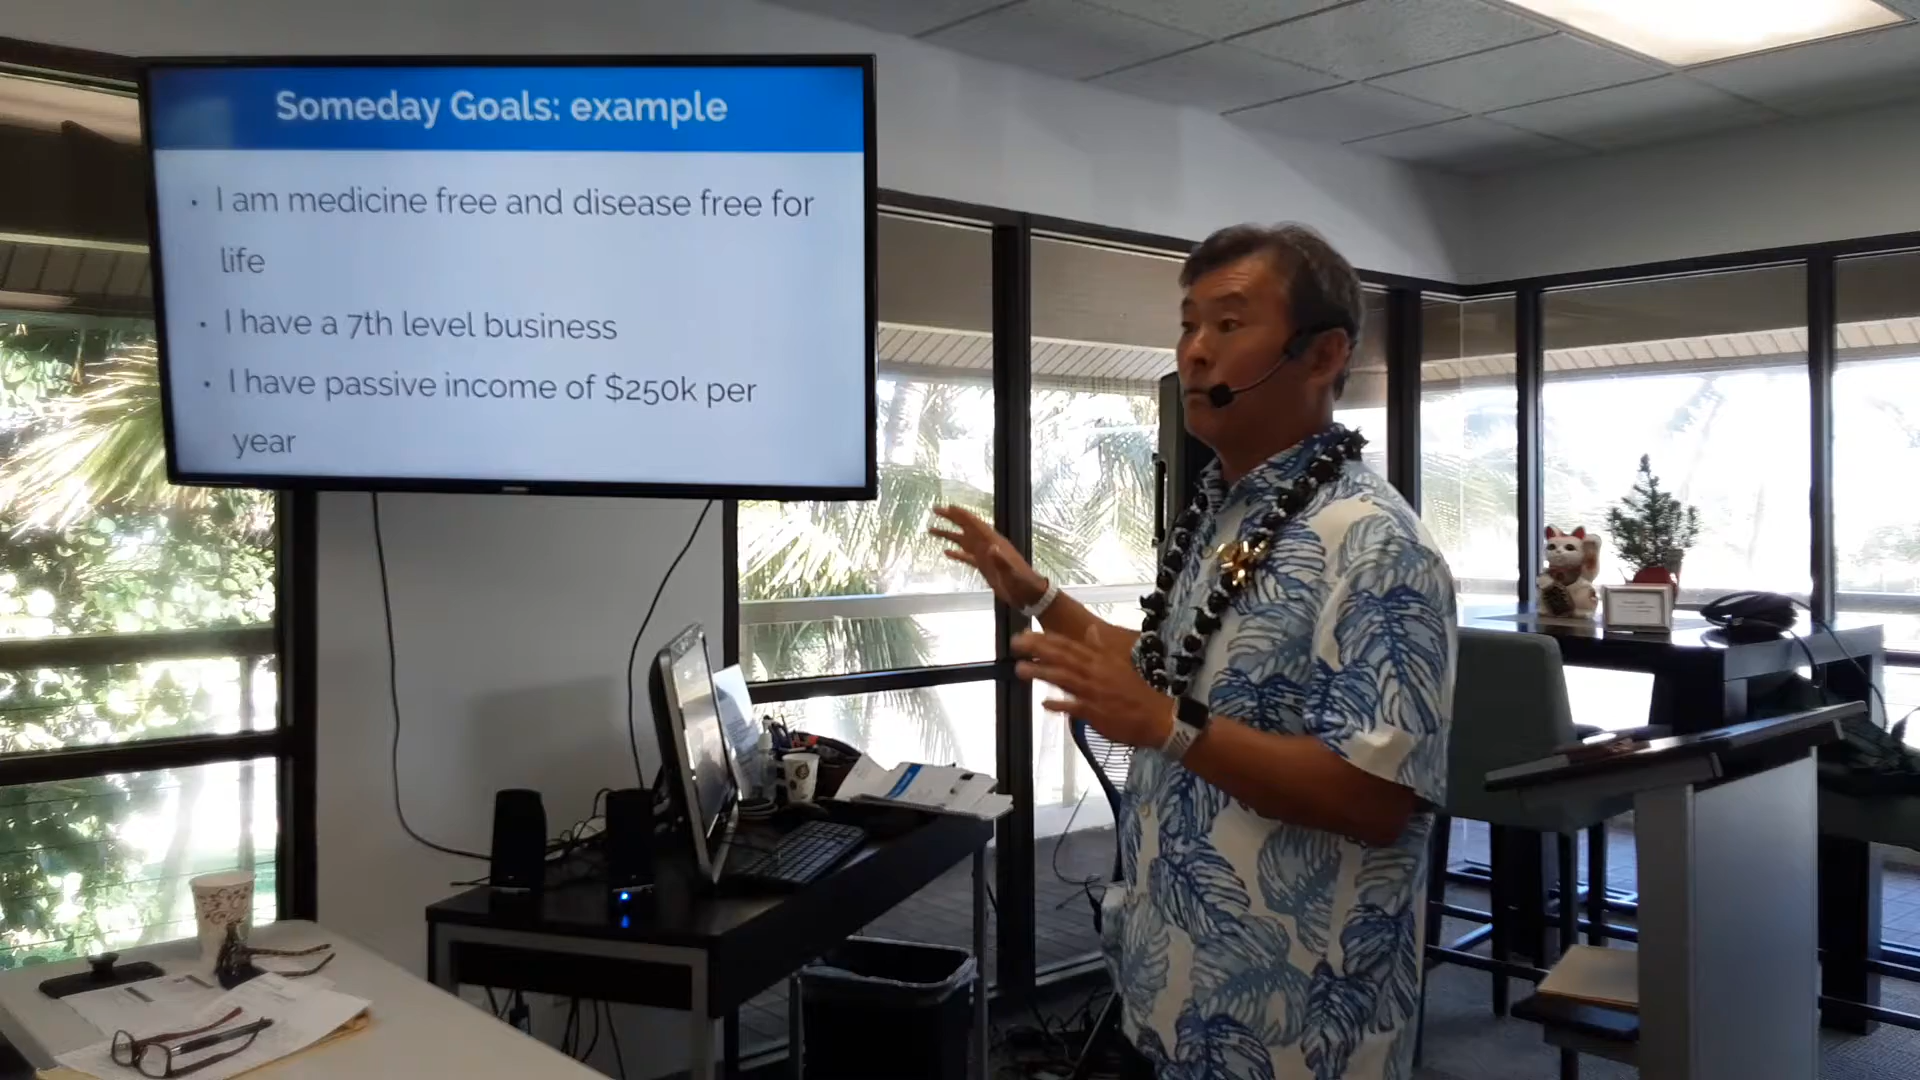 Someday Goals: example
• I am medicine free and disease free for
life
• I have a 7th level business
• I have passive income of $250k per
year